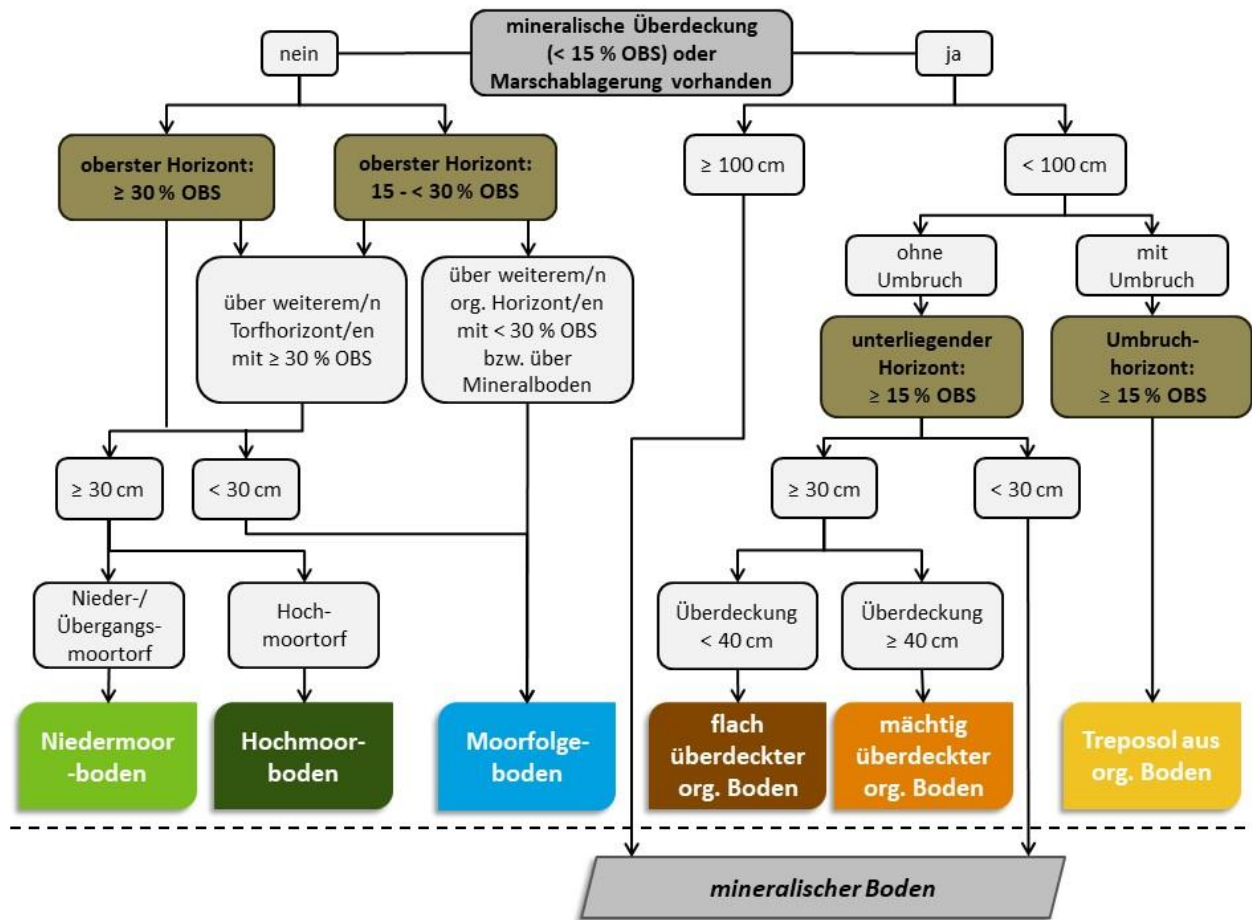 mineralische Überdeckung
(< 15 % OBS) oder
Marschablagerung vorhanden
nein
ja
oberster Horizont:
≥ 30 % OBS
oberster Horizont:
15 - < 30 % OBS
≥ 100 cm
< 100 cm
über weiterem/n
Torfhorizont/en
mit ≥ 30 % OBS
über weiterem/n
org. Horizont/en
mit < 30 % OBS
bzw. über
Mineralboden
ohne
Umbruch
mit
Umbruch
unterliegender
Horizont:
≥ 15 % OBS
Umbruch-
horizont:
≥ 15 % OBS
≥ 30 cm
< 30 cm
≥ 30 cm
< 30 cm
Nieder-/
Übergangs-
moortorf
Hoch-
moortorf
Überdeckung
< 40 cm
Überdeckung
≥ 40 cm
Niedermoor
-boden
Hochmoor-
boden
Moorfolge-
boden
flach
überdeckter
org. Boden
mächtig
überdeckter
org. Boden
Treposol aus
org. Boden
mineralischer Boden